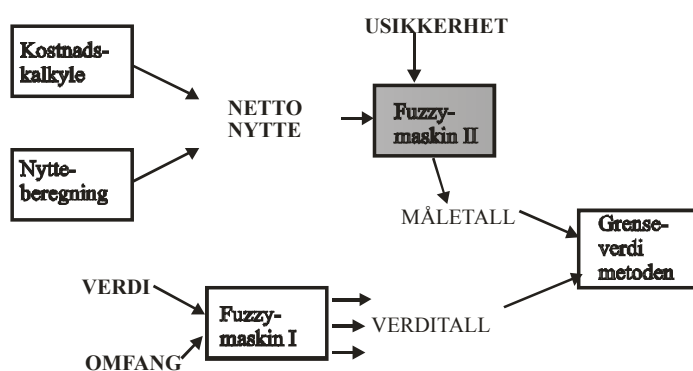 USIKKERHET
Kostnads-
kalkyle
NETTO
NYTTE
Fuzzy-
maskin II
Nytte-
beregning
MÅLETALL
Grense-
verdi
metoden
VERDI
Fuzzy-
maskin I
VERDITALL
OMFANG